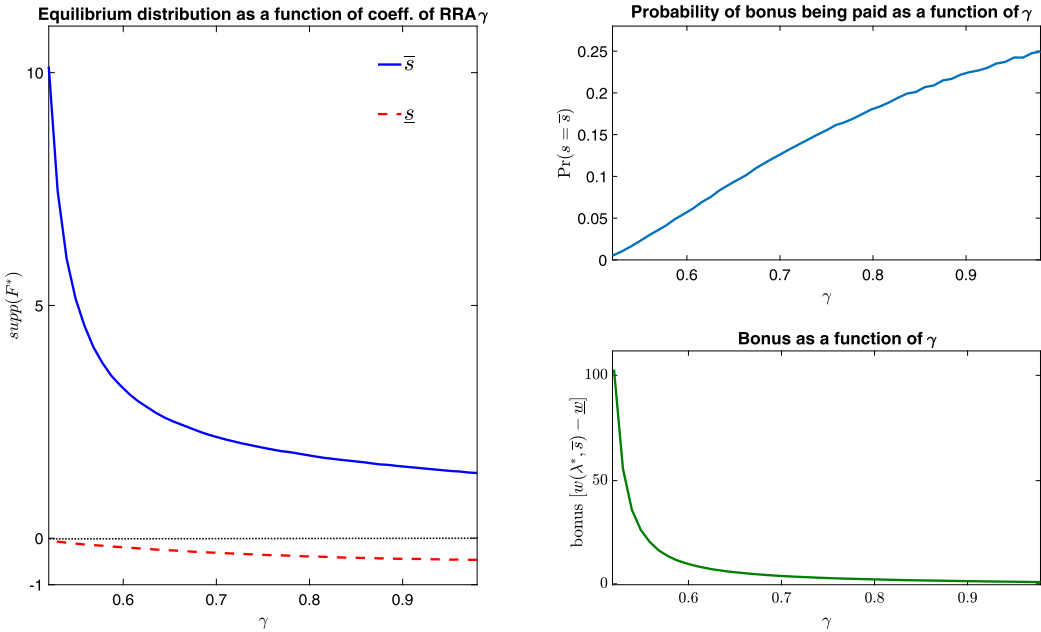 Equilibrium distribution as a function of coeff. of RRA γ
s̅
s̲
10
5
0
-1
supp(F*)
0.6 0.7 0.8 0.9
γ
Probability of bonus being paid as a function of γ
0.25
0.2
0.15
0.1
0.05
0
Pr(s = s̅)
0.6 0.7 0.8 0.9
γ
Bonus as a function of γ
100
50
0
bonus [w(λ*, s̅) − w̲]
0.6 0.7 0.8 0.9
γ